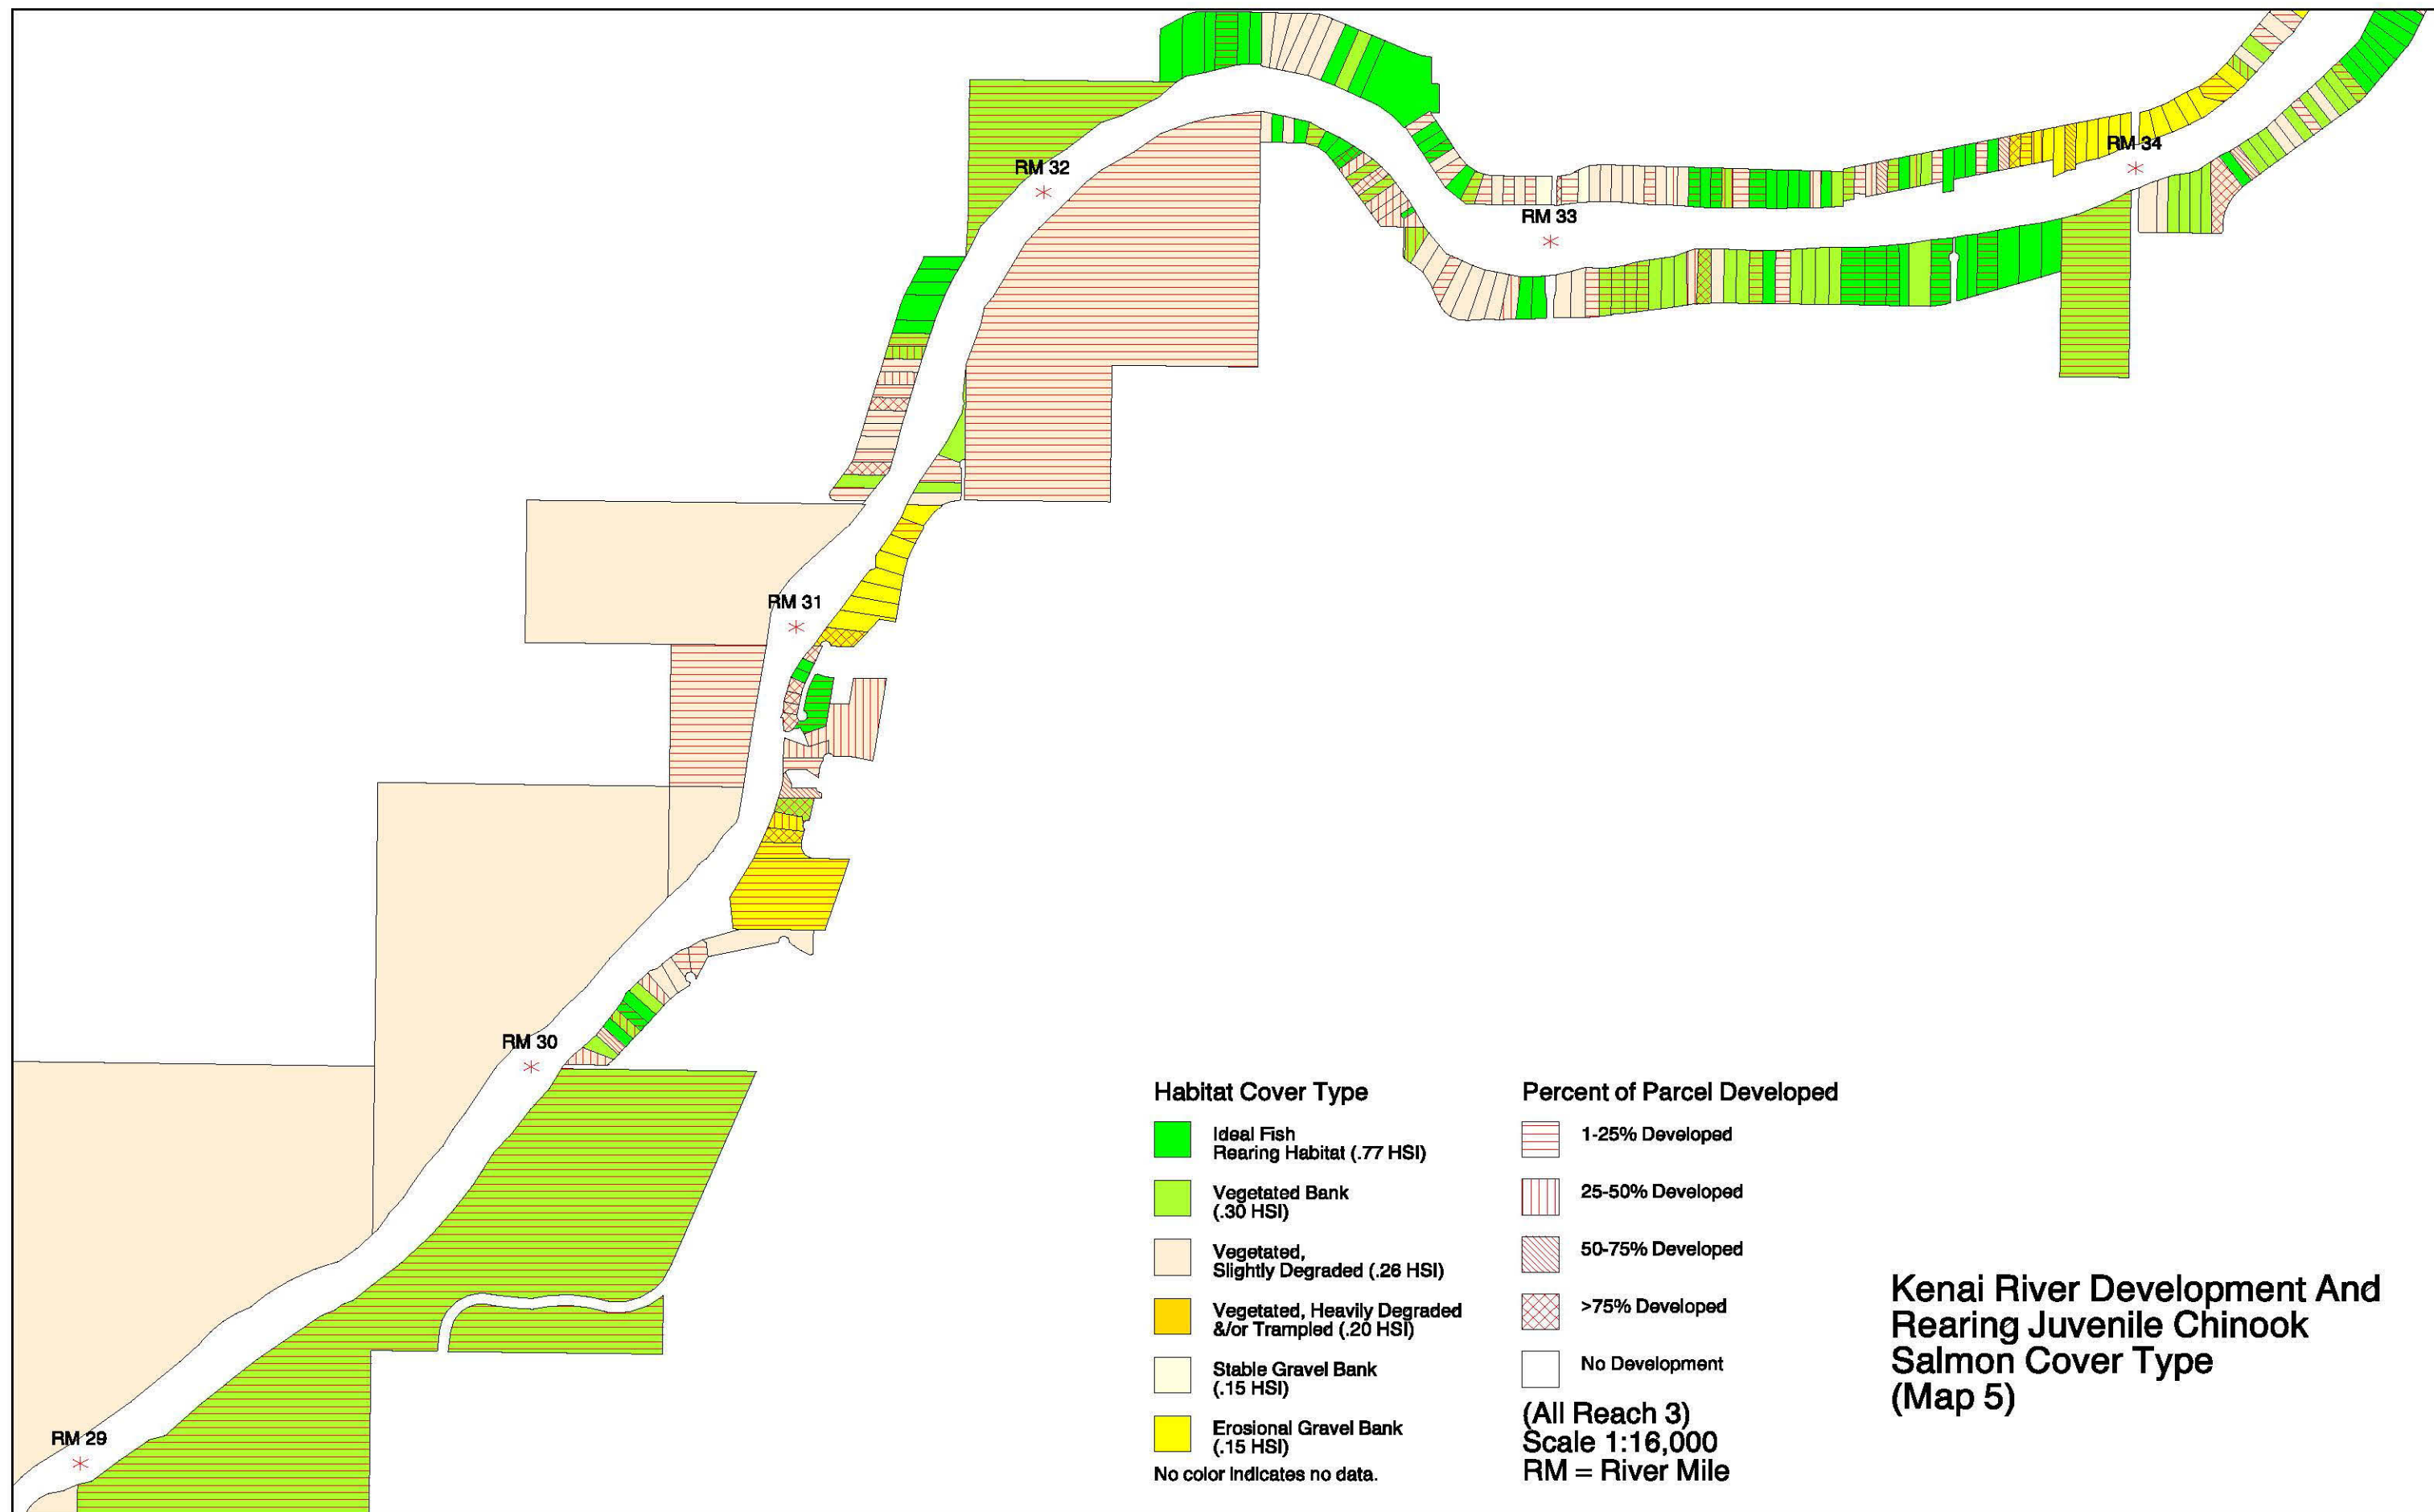 RM 34
RM 32
RM 33
RM 31
RM 30
RM 29
Habitat Cover Type
Ideal Fish
Rearing Habitat (.77 HSI)
Vegetated Bank
(.30 HSI)
Vegetated,
Slightly Degraded (.26 HSI)
Vegetated, Heavily Degraded
&/or Trampled (.20 HSI)
Stable Gravel Bank
(.15 HSI)
Erosional Gravel Bank
(.15 HSI)
No color indicates no data.
Percent of Parcel Developed
1-25% Developed
25-50% Developed
50-75% Developed
>75% Developed
No Development
(All Reach 3)
Scale 1:16,000
RM = River Mile
Kenai River Development And
Rearing Juvenile Chinook
Salmon Cover Type
(Map 5)